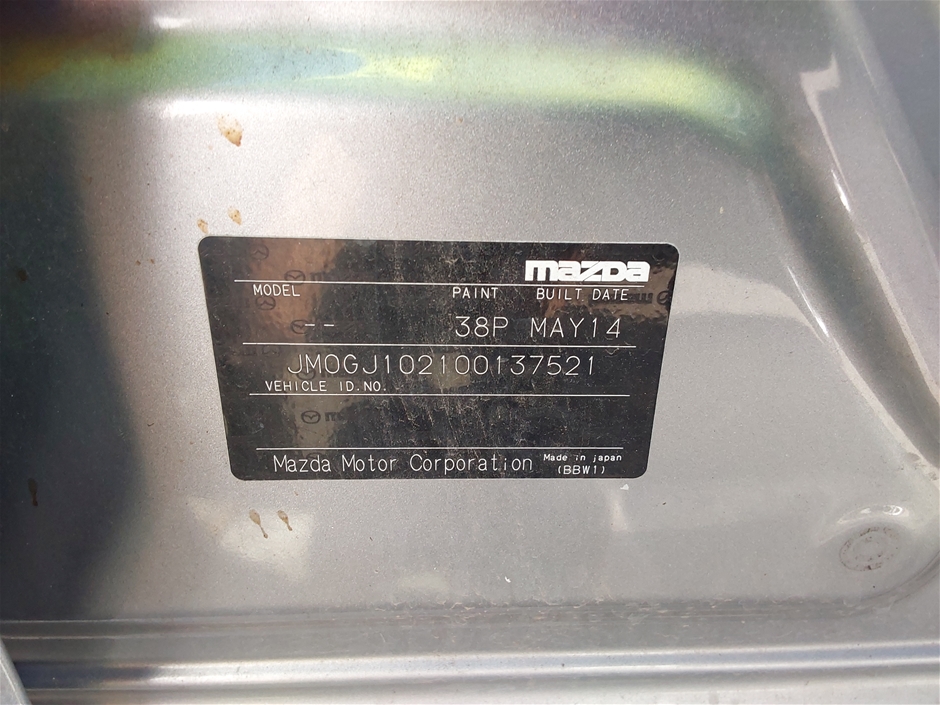 mazda
MODEL PAINT BUILT DATE
-- 38P MAY14
JM0GJ102100137521
VEHICLE ID.NO.
Mazda Motor Corporation Made in japan
(BBW1)